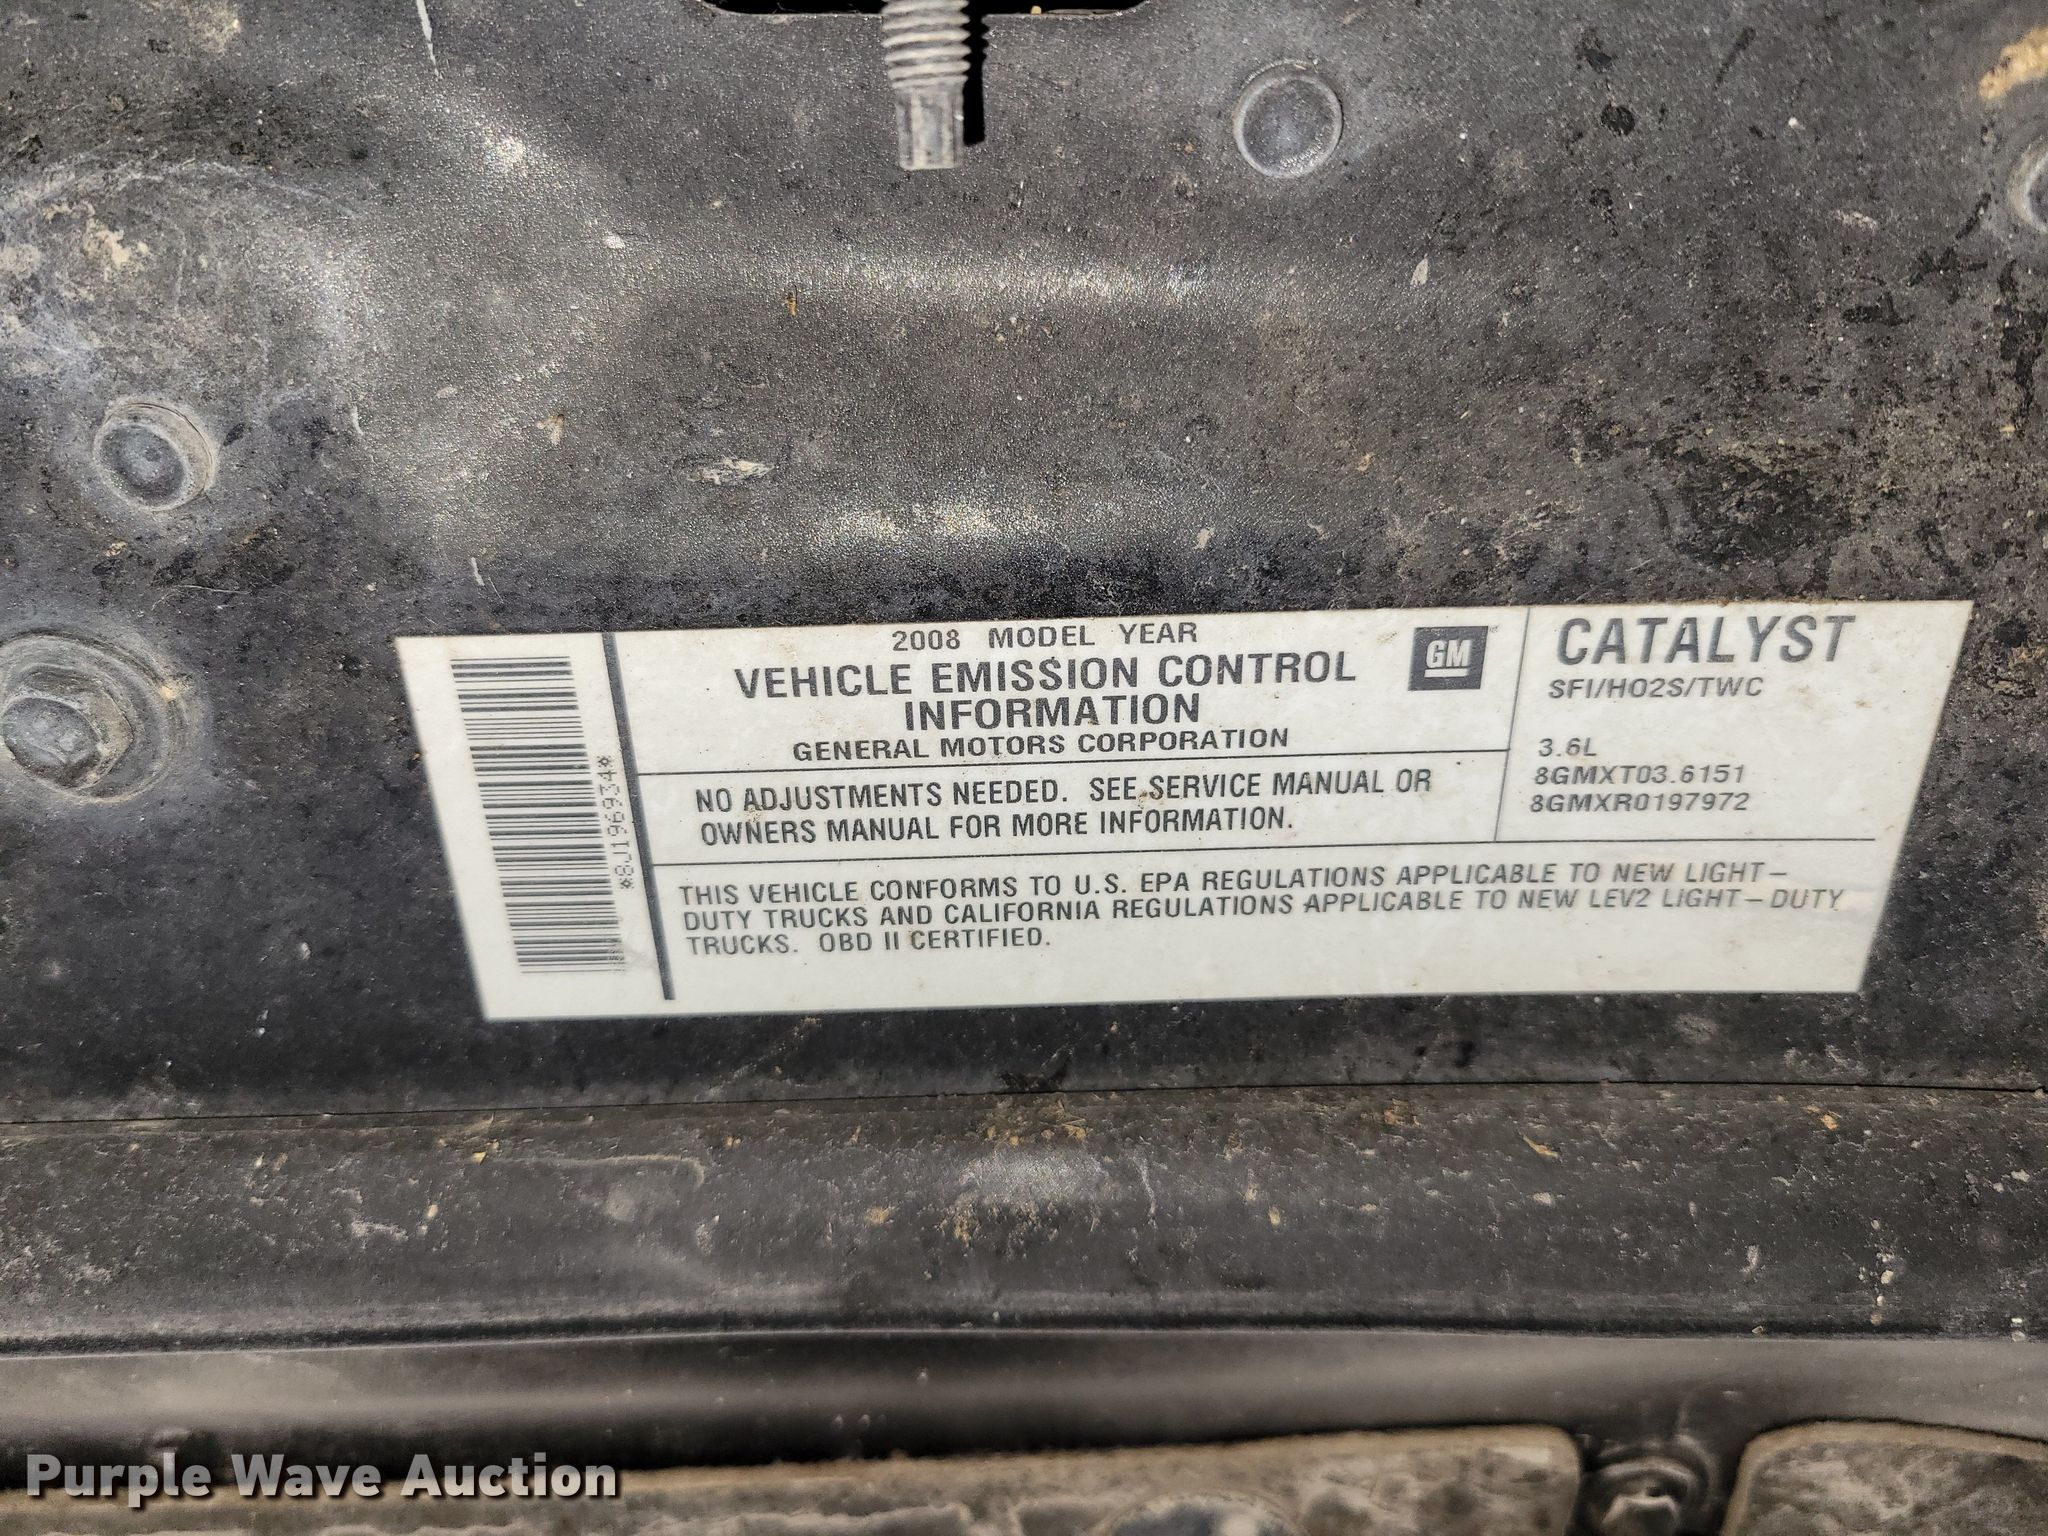 2008 MODEL YEAR
VEHICLE EMISSION CONTROL
INFORMATION
GENERAL MOTORS CORPORATION
GM
NO ADJUSTMENTS NEEDED. SEE SERVICE MANUAL OR
OWNERS MANUAL FOR MORE INFORMATION.
CATALYST
SFI/HO2S/TWC
3.6L
8GMXT03.6151
8GMXR0197972
THIS VEHICLE CONFORMS TO U.S. EPA REGULATIONS APPLICABLE TO NEW LIGHT-
DUTY TRUCKS AND CALIFORNIA REGULATIONS APPLICABLE TO NEW LEV2 LIGHT-DUTY
TRUCKS. OBD II CERTIFIED.
*8J196934*
Purple Wave Auction